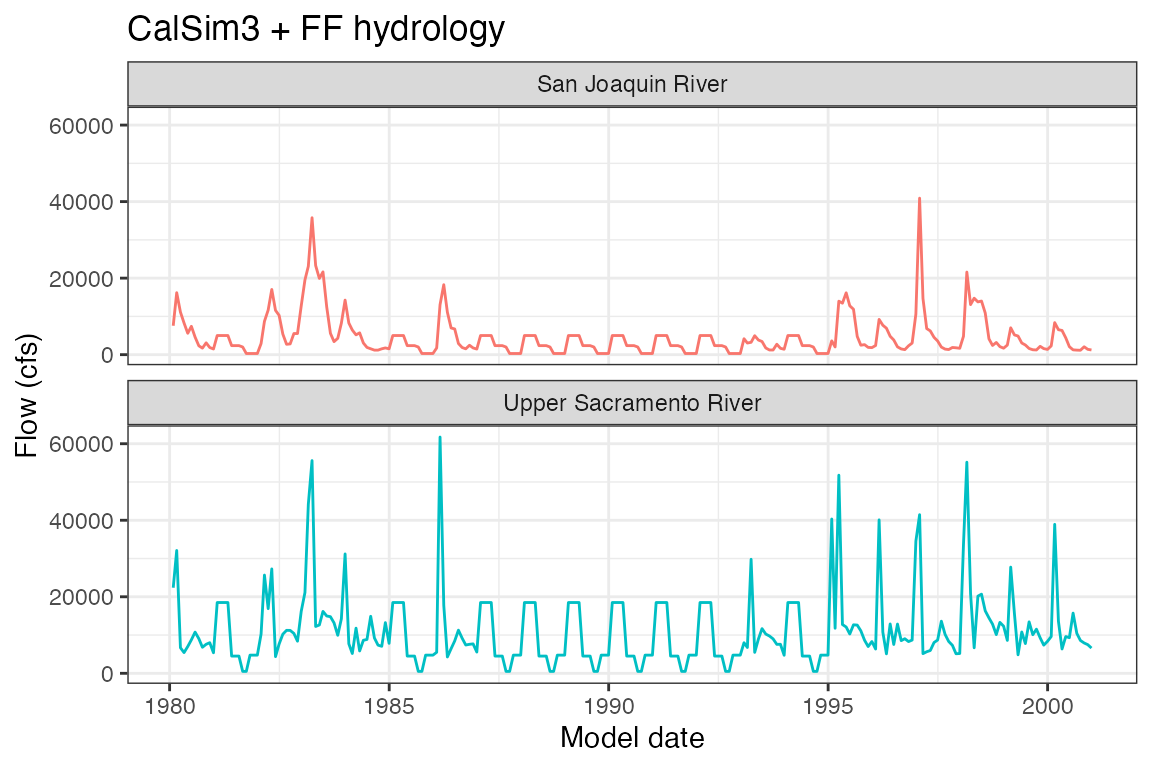 CalSim3 + FF hydrology
San Joaquin River
60000
40000
20000
0
Upper Sacramento River
60000
40000
20000
0
Flow (cfs)
1980 1985 1990 1995 2000
Model date